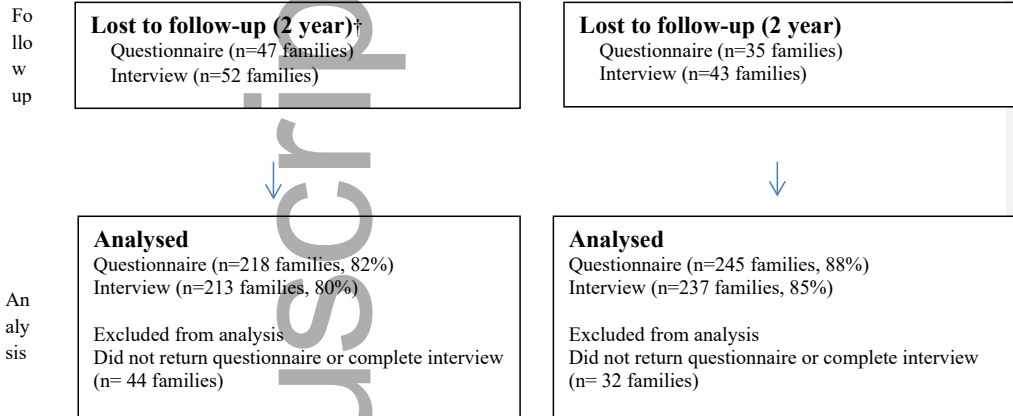 Fo
llo
w
up
Lost to follow-up (2 year)†
Questionnaire (n=47 families)
Interview (n=52 families)
Lost to follow-up (2 year)
Questionnaire (n=35 families)
Interview (n=43 families)
An
aly
sis
Analysed
Questionnaire (n=218 families, 82%)
Interview (n=213 families, 80%)
Excluded from analysis
Did not return questionnaire or complete interview
(n= 44 families)
Analysed
Questionnaire (n=245 families, 88%)
Interview (n=237 families, 85%)
Excluded from analysis
Did not return questionnaire or complete interview
(n= 32 families)
uscrip